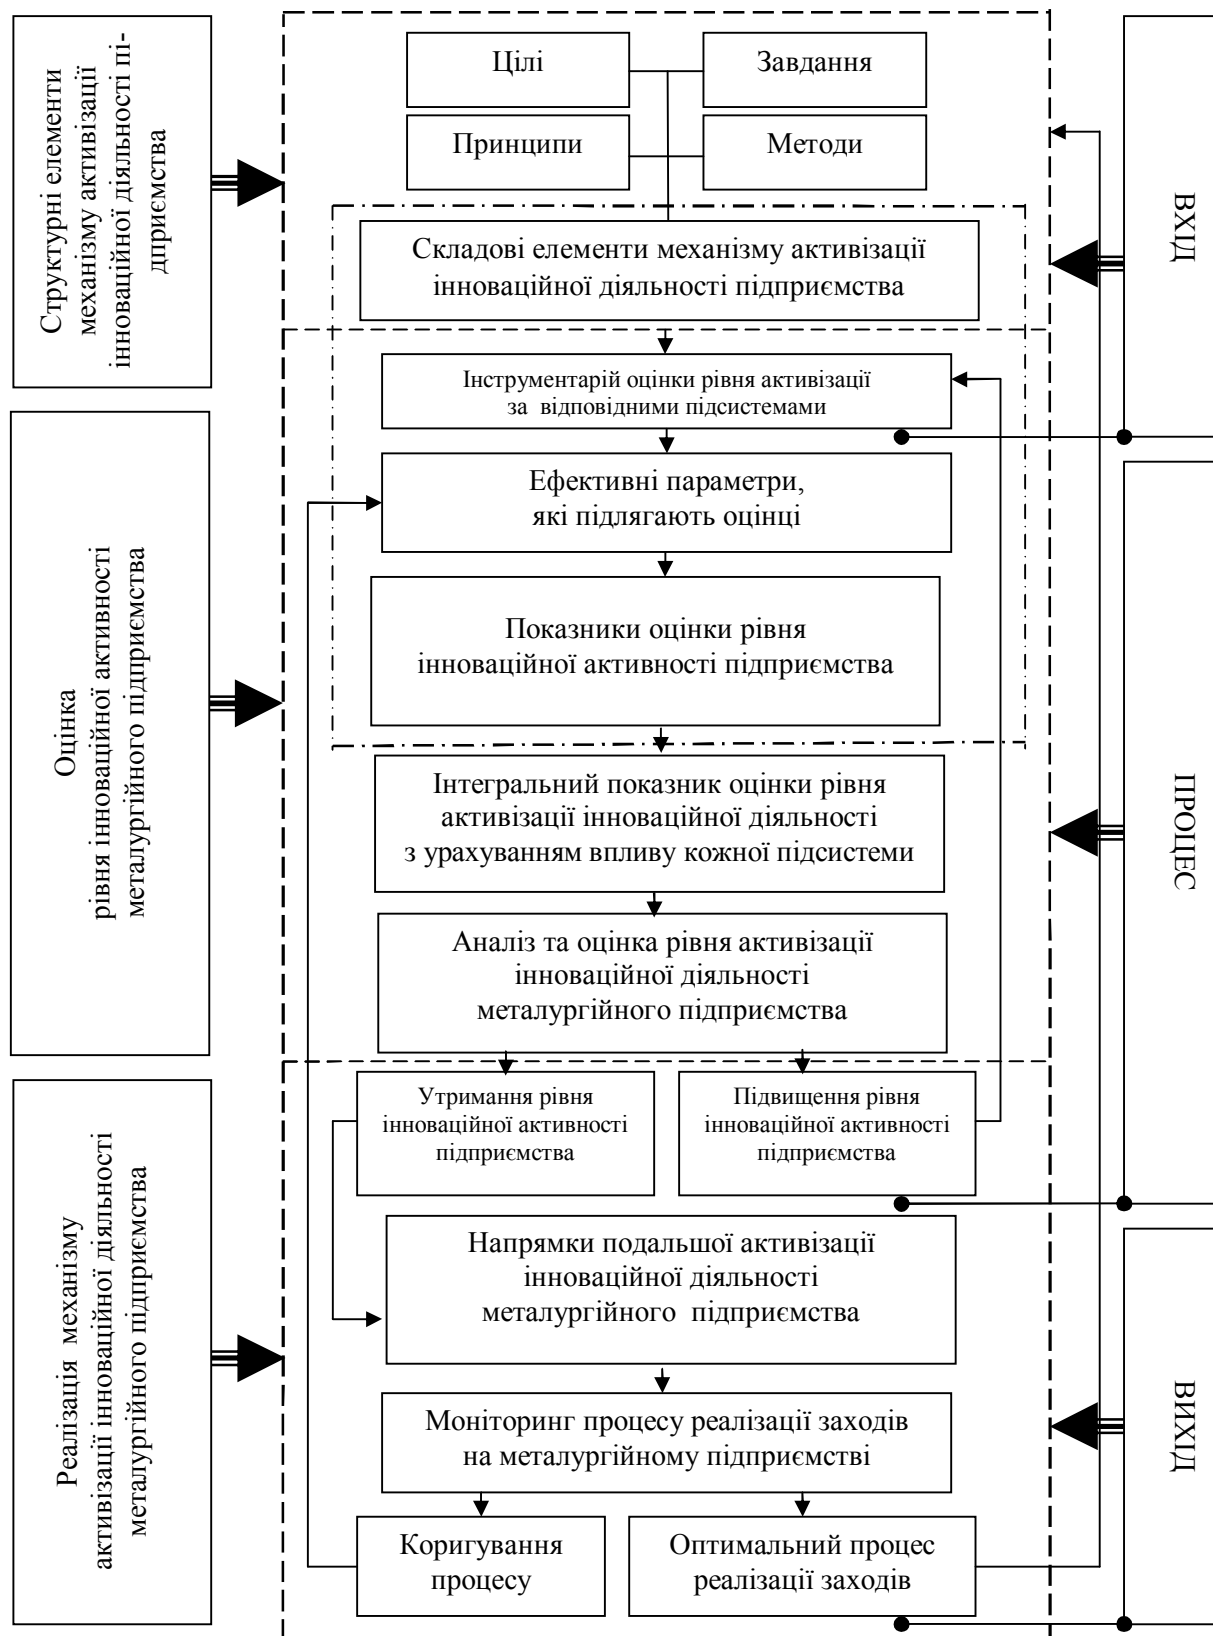 Структурні елементи
механізму активізації
інноваційної діяльності пі-
дприємства
Цілі
Завдання
Принципи
Методи
Складові елементи механізму активізації
інноваційної діяльності підприємства
ВХІД
Інструментарій оцінки рівня активізації
за відповідними підсистемами
Оцінка
рівня інноваційної активності
металургійного підприємства
Ефективні параметри,
які підлягають оцінці
Показники оцінки рівня
інноваційної активності підприємства
Інтегральний показник оцінки рівня
активізації інноваційної діяльності
з урахуванням впливу кожної підсистеми
ПРОЦЕС
Аналіз та оцінка рівня активізації
інноваційної діяльності
металургійного підприємства
Утримання рівня
інноваційної активності
підприємства
Підвищення рівня
інноваційної активності
підприємства
Реалізація механізму
активізації інноваційної діяльності
металургійного підприємства
Напрямки подальшої активізації
інноваційної діяльності
металургійного підприємства
Моніторинг процесу реалізації заходів
на металургійному підприємстві
ВИХІД
Коригування
процесу
Оптимальний процес
реалізації заходів